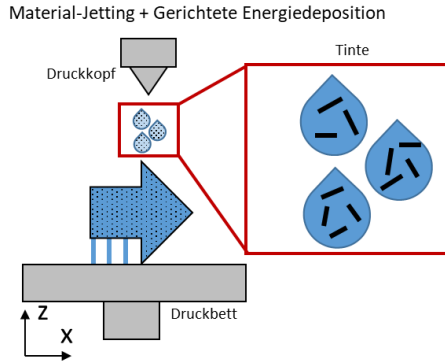 Material-Jetting + Gerichtete Energiedeposition
Druckkopf
Tinte
Druckbett
Z
X